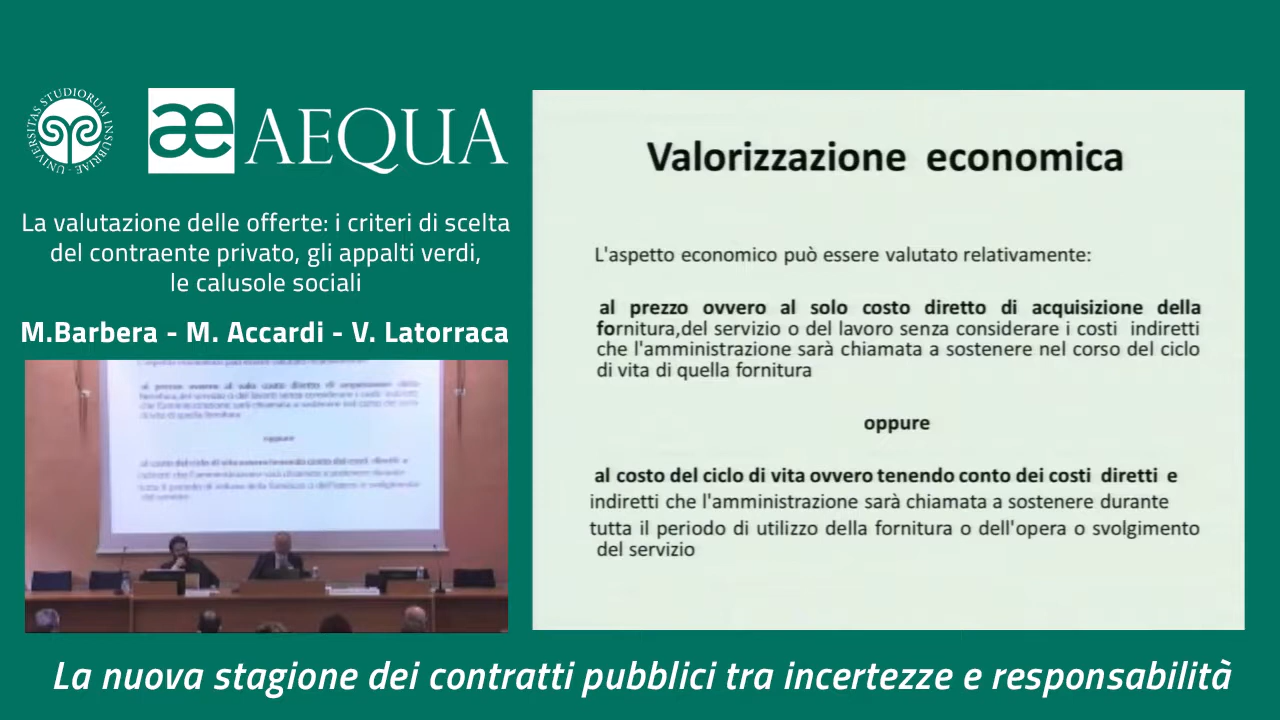 UNIVERSITAS STUDIORUM INSUBRIAE
æ AEQUA
La valutazione delle offerte: i criteri di scelta
del contraente privato, gli appalti verdi,
le calusole sociali
M.Barbera - M. Accardi - V. Latorraca
Valorizzazione economica
L'aspetto economico può essere valutato relativamente:
al prezzo ovvero al solo costo diretto di acquisizione della
fornitura,del servizio o del lavoro senza considerare i costi indiretti
che l'amministrazione sarà chiamata a sostenere nel corso del ciclo
di vita di quella fornitura
oppure
al costo del ciclo di vita ovvero tenendo conto dei costi diretti e
indiretti che l'amministrazione sarà chiamata a sostenere durante
tutta il periodo di utilizzo della fornitura o dell'opera o svolgimento
del servizio
oppure
La nuova stagione dei contratti pubblici tra incertezze e responsabilità